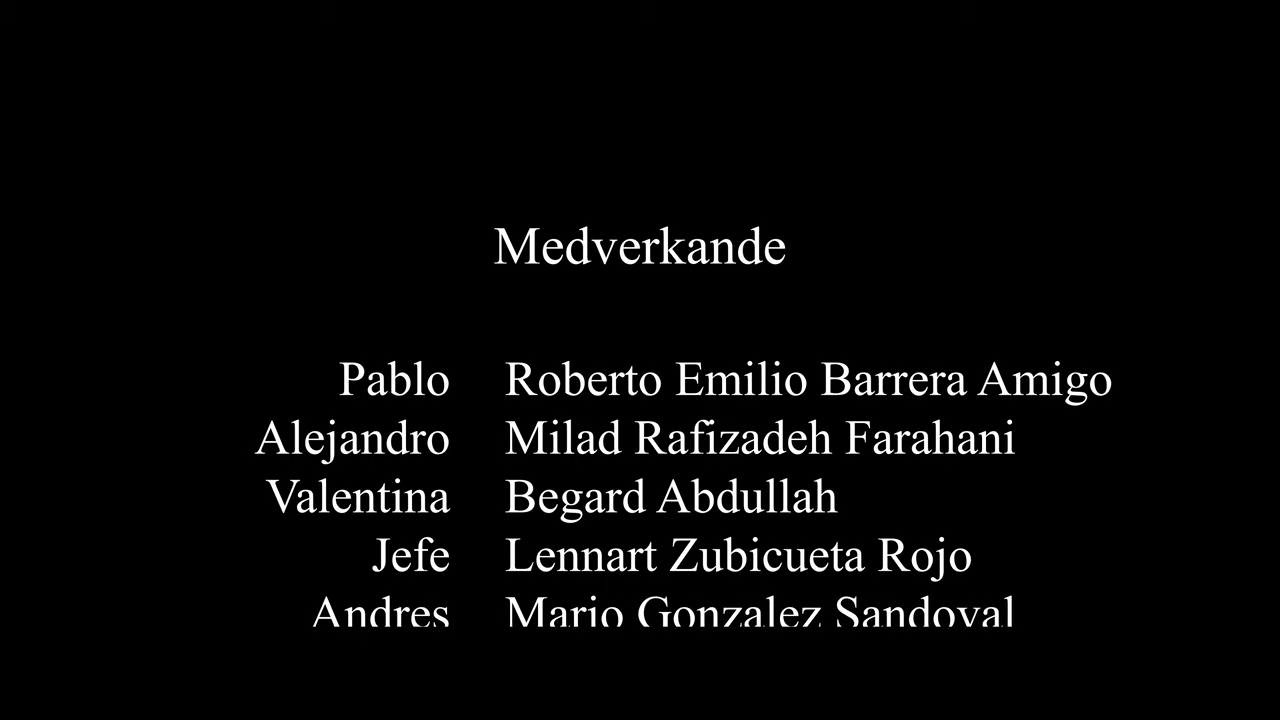 Medverkande
Pablo Roberto Emilio Barrera Amigo
Alejandro Milad Rafizadeh Farahani
Valentina Begard Abdullah
Jefe Lennart Zubicueta Rojo
Andres Mario Gonzalez Sandoval